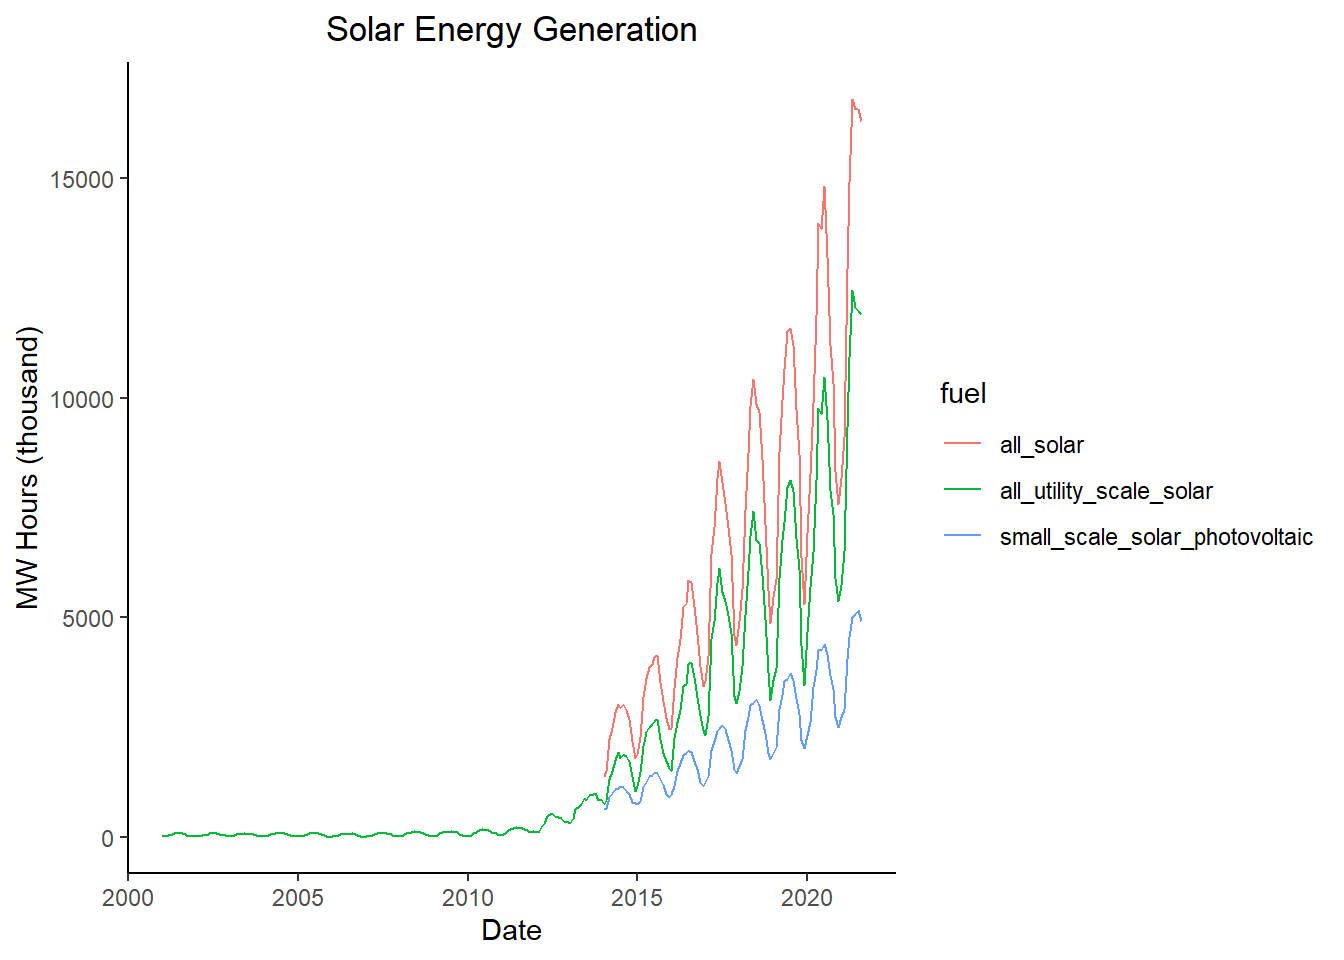 Solar Energy Generation
MW Hours (thousand)
15000
10000
5000
0
2000 2005 2010 2015 2020
Date
fuel
all_solar
all_utility_scale_solar
small_scale_solar_photovoltaic